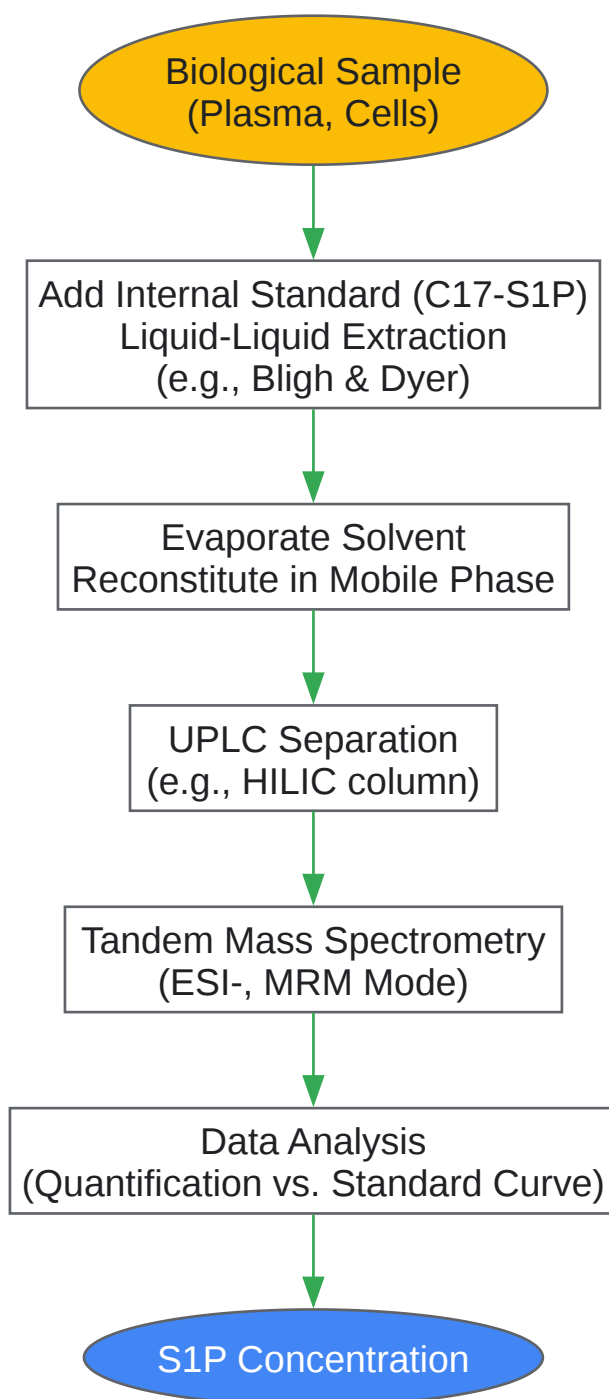 Biological Sample
(Plasma, Cells)
Add Internal Standard (C17-S1P)
Liquid-Liquid Extraction
(e.g., Bligh & Dyer)
Evaporate Solvent
Reconstitute in Mobile Phase
UPLC Separation
(e.g., HILIC column)
Tandem Mass Spectrometry
(ESI-, MRM Mode)
Data Analysis
(Quantification vs. Standard Curve)
S1P Concentration